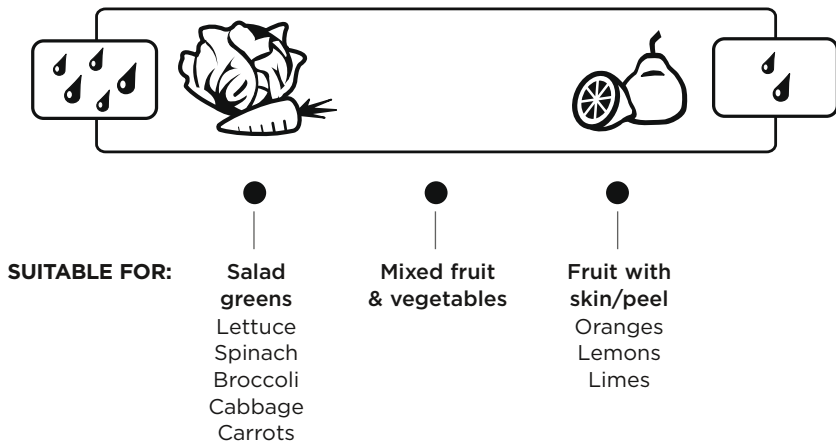 SUITABLE FOR:
Salad
greens
Lettuce
Spinach
Broccoli
Cabbage
Carrots
Mixed fruit
& vegetables
Fruit with
skin/peel
Oranges
Lemons
Limes